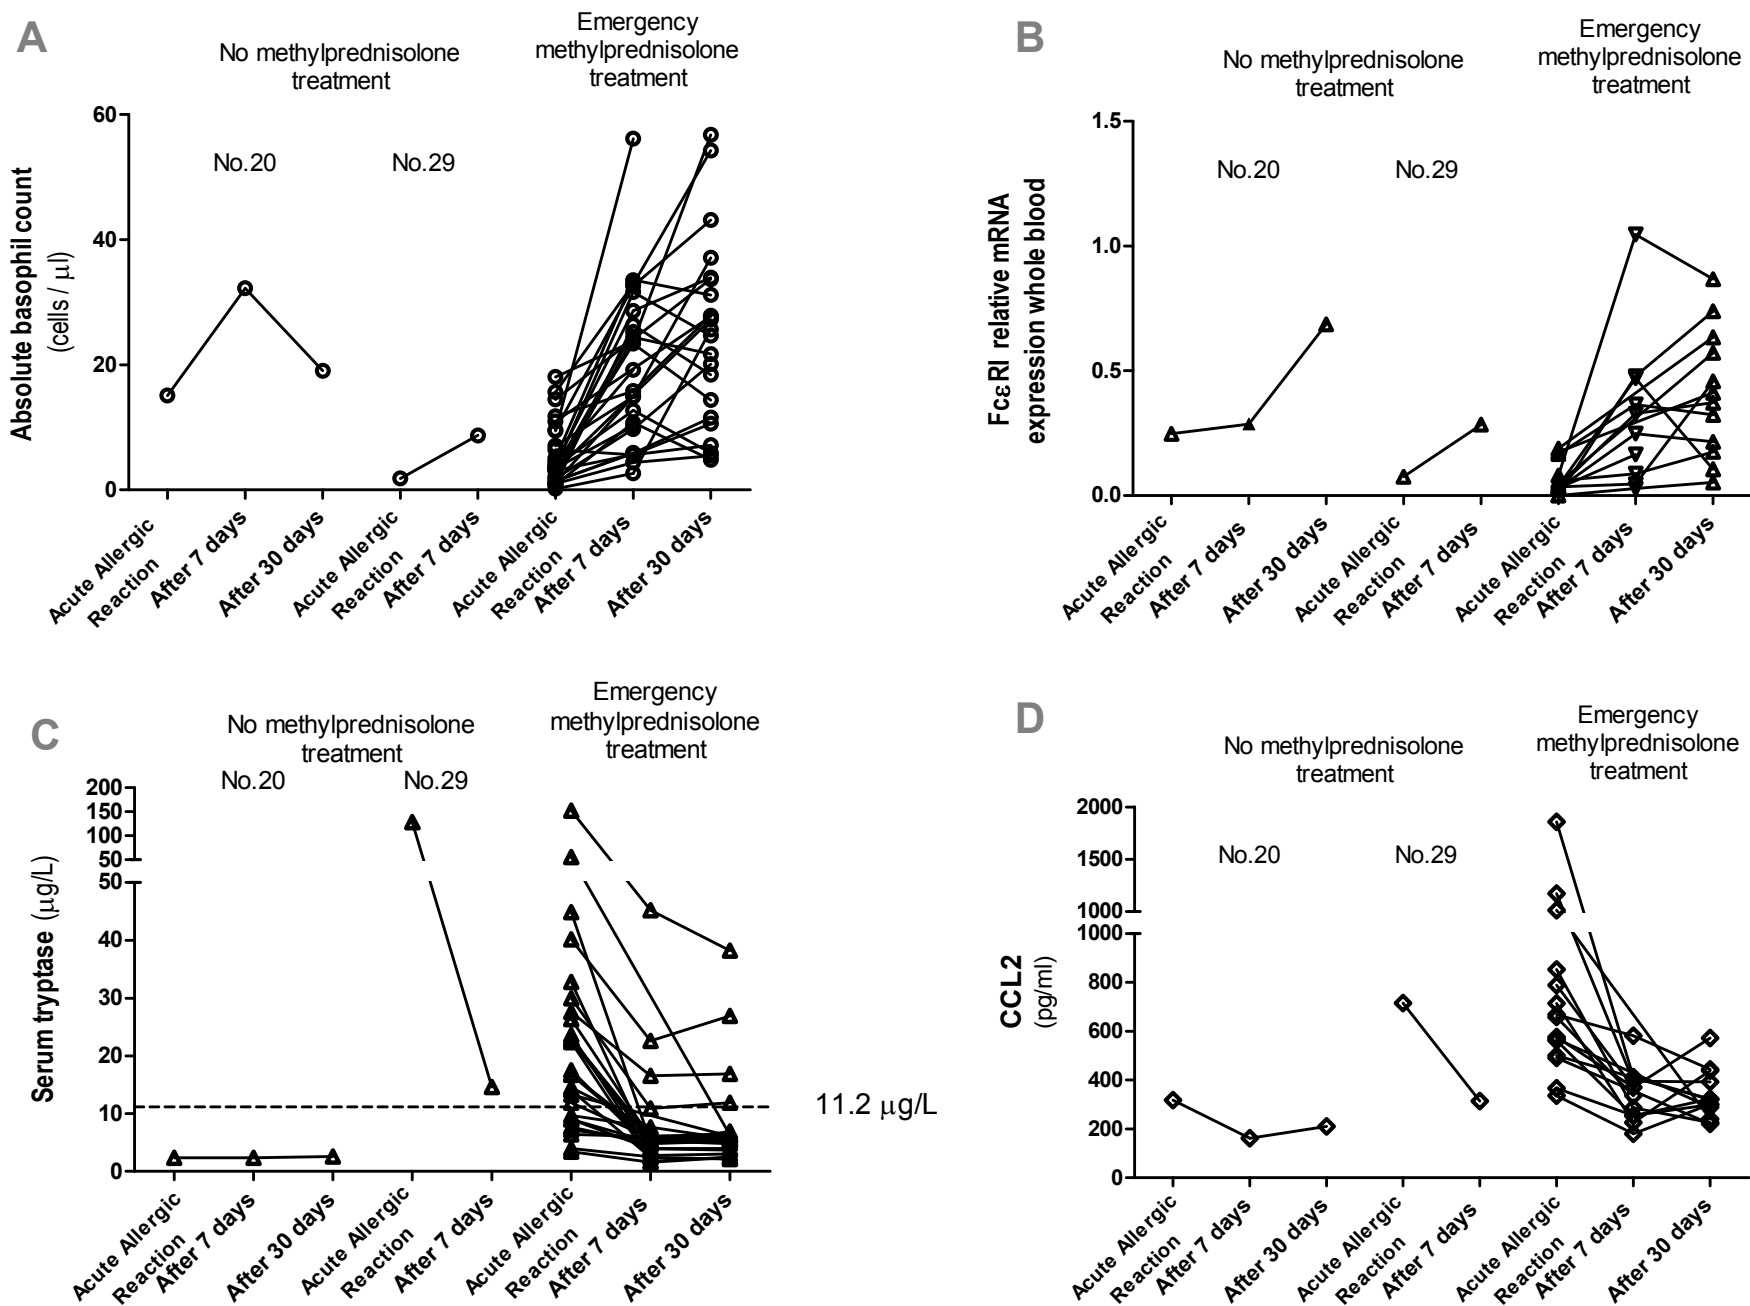 A
No methylprednisolone
treatment
Emergency
methylprednisolone
treatment
Absolute basophil count
(cells / μl)
60
40
20
0
No.20
No.29
Acute Allergic
Reaction
After 7 days
After 30 days
Acute Allergic
Reaction
After 7 days
Acute Allergic
Reaction
After 7 days
After 30 days
B
No methylprednisolone
treatment
Emergency
methylprednisolone
treatment
FcεRI relative mRNA
expression whole blood
1.5
1.0
0.5
0.0
No.20
No.29
Acute Allergic
Reaction
After 7 days
After 30 days
Acute Allergic
Reaction
After 7 days
Acute Allergic
Reaction
After 7 days
After 30 days
C
No methylprednisolone
treatment
Emergency
methylprednisolone
treatment
No.20
No.29
Serum tryptase (μg/L)
200
150
100
50
50
40
30
20
10
0
11.2 μg/L
Acute Allergic
Reaction
After 7 days
After 30 days
Acute Allergic
Reaction
After 7 days
Acute Allergic
Reaction
After 7 days
After 30 days
D
No methylprednisolone
treatment
Emergency
methylprednisolone
treatment
No.20
No.29
CCL2
(pg/ml)
2000
1500
1000
1000
800
600
400
200
0
Acute Allergic
Reaction
After 7 days
After 30 days
Acute Allergic
Reaction
After 7 days
Acute Allergic
Reaction
After 7 days
After 30 days